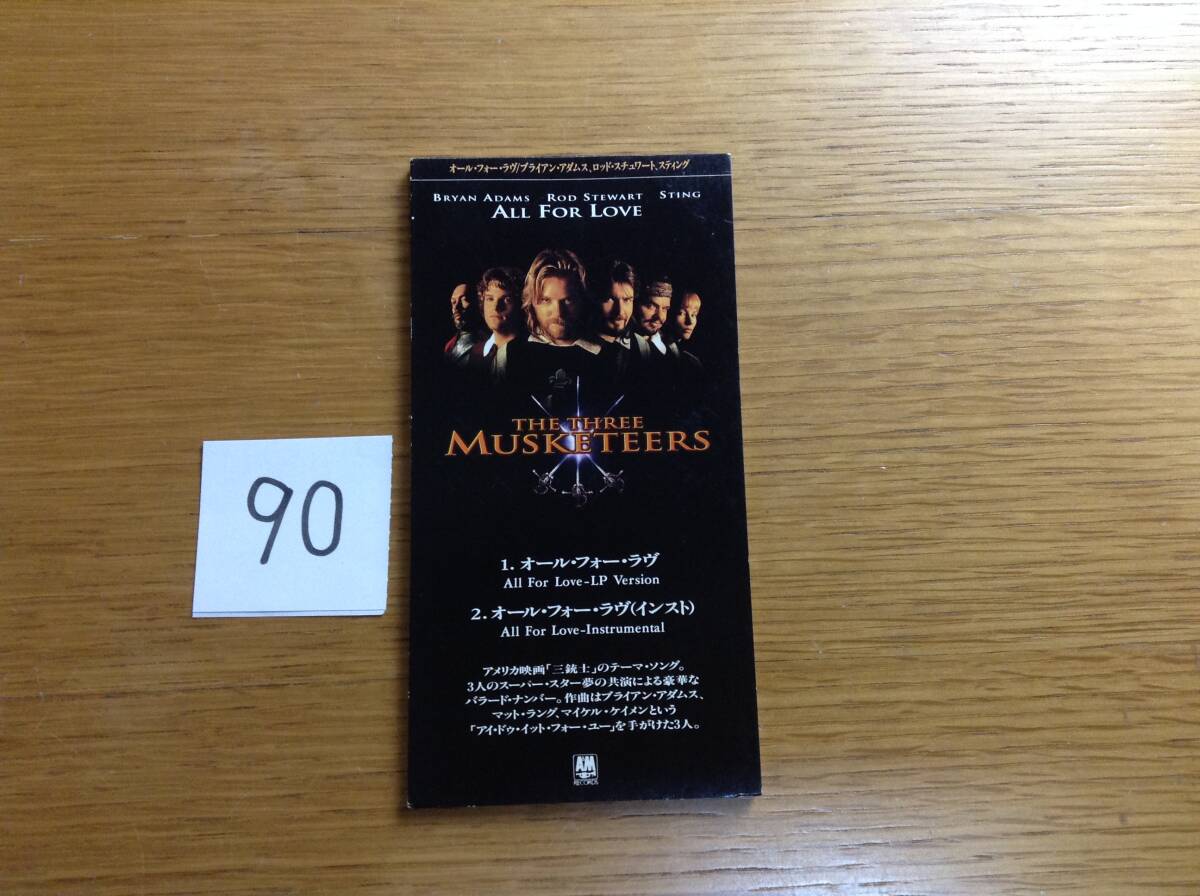 オール・フォー・ラヴ/ブライアン・アダムス、ロッド・スチュワート、スティング
BRYAN ADAMS ROD STEWART STING
ALL FOR LOVE
THE THREE
MUSKETEERS
90
1. オール・フォー・ラヴ
All For Love-LP Version
2. オール・フォー・ラヴ(インスト)
All For Love-Instrumental
アメリカ映画「三銃士」のテーマ・ソング。
3人のスーパー・スター夢の共演による豪華な
バラード・ナンバー。作曲はブライアン・アダムス、
マット・ラング、マイケル・ケイメンという
「アイ・ドゥ・イット・フォー・ユー」を手がけた3人。
A&M
RECORDS